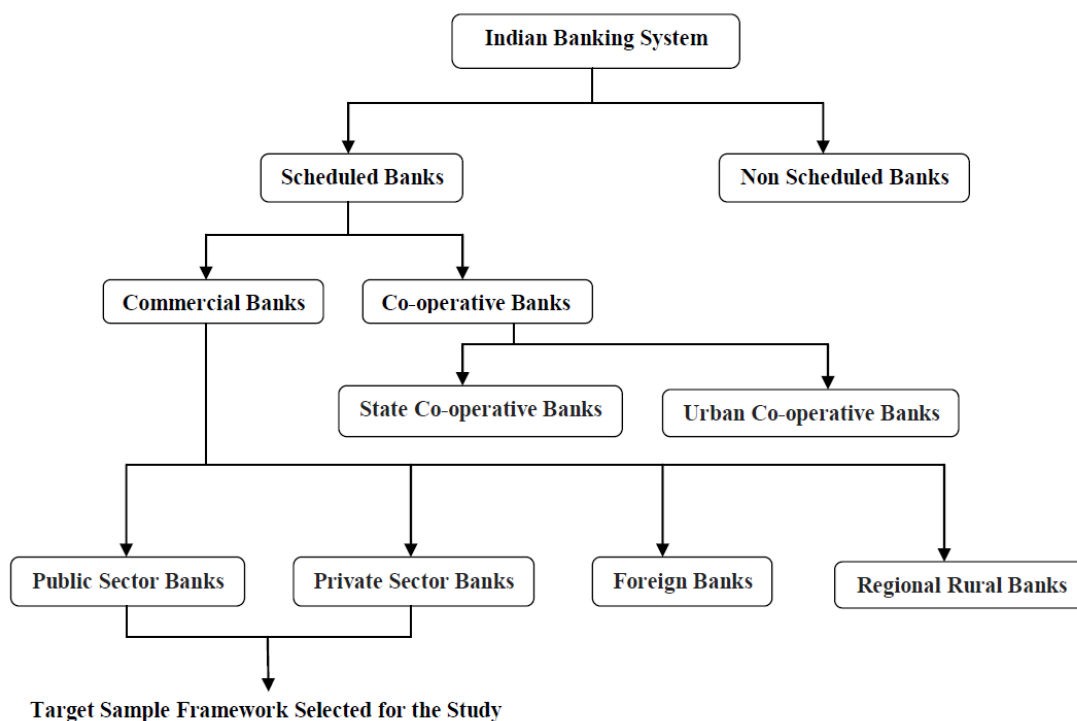 Indian Banking System
Scheduled Banks
Non Scheduled Banks
Commercial Banks
Co-operative Banks
State Co-operative Banks
Urban Co-operative Banks
Public Sector Banks
Private Sector Banks
Foreign Banks
Regional Rural Banks
Target Sample Framework Selected for the Study